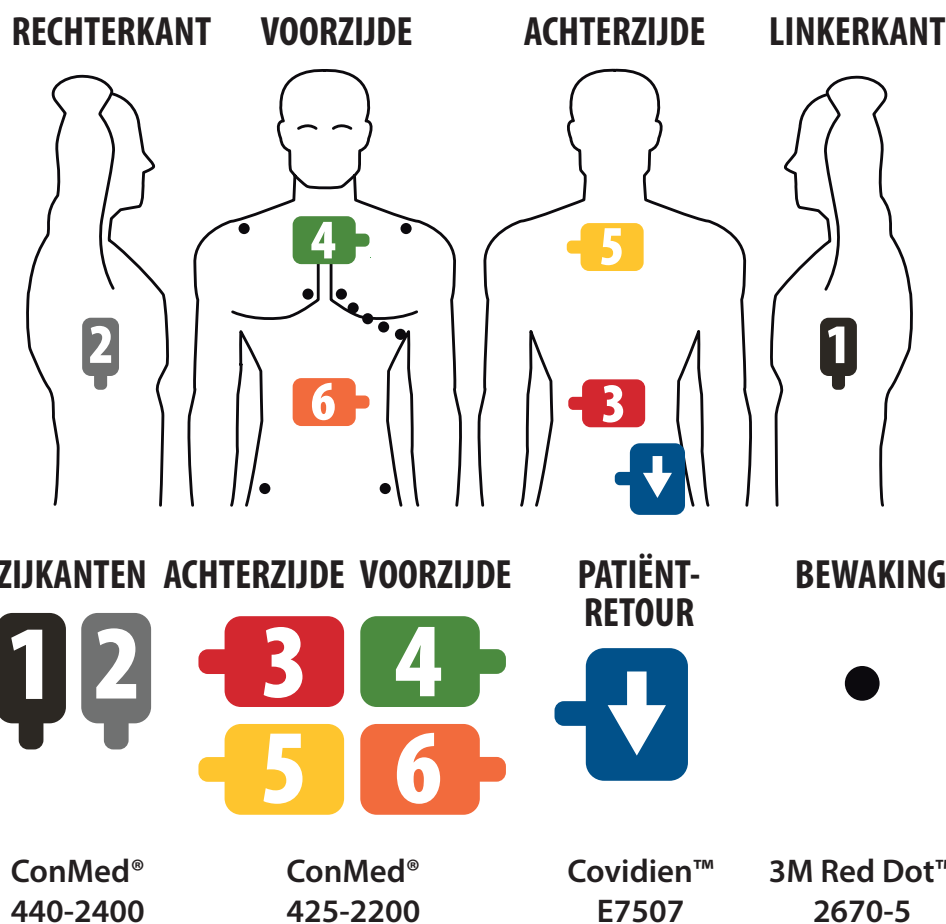 RECHTERKANT VOORZIJDE ACHTERZIJDE LINKERKANT
4
5
2
1
6
3
ZIJKANTEN ACHTERZIJDE VOORZIJDE PATIËNT-
RETOUR
BEWAKING
1 2 3 4
5 6
ConMed® ConMed® Covidien™ 3M Red Dot™
440-2400 425-2200 E7507 2670-5